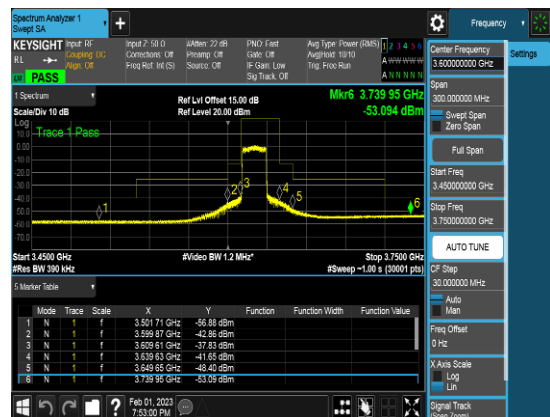 Spectrum Analyzer 1
Swept SA
+
Frequency
KEYSIGHT
Input: RF
Coupling: DC
Align: Off
Input Z: 50 Ω
Corrections: Off
Freq Ref: Int (S)
#Atten: 22 dB
Preamp: Off
Source: Off
PNO: Fast
Gate: Off
IF Gain: Low
Sig Track: Off
Avg Type: Power (RMS)
Avg|Hold: 10/10
Trig: Free Run
1 2 3 4 5 6
A W W W W W
A N N N N N
RL
PASS
1 Spectrum
Scale/Div 10 dB
Log
Ref Lvl Offset 15.00 dB
Ref Level 20.00 dBm
Mkr6 3.739 95 GHz
-53.094 dBm
Trace 1 Pass
10.0
0.00
-10.0
-20.0
-30.0
-40.0
-50.0
-60.0
-70.0
1
2
3
4
5
6
Start 3.4500 GHz
#Res BW 390 kHz
#Video BW 1.2 MHz*
Stop 3.7500 GHz
#Sweep ~1.00 s (30001 pts)
5 Marker Table
Mode Trace Scale X Y Function Function Width Function Value
1 N 1 f 3.501 71 GHz -56.88 dBm
2 N 1 f 3.599 87 GHz -42.86 dBm
3 N 1 f 3.609 61 GHz -37.83 dBm
4 N 1 f 3.639 63 GHz -41.65 dBm
5 N 1 f 3.649 65 GHz -48.40 dBm
6 N 1 f 3.739 95 GHz -53.09 dBm
Feb 01, 2023
7:53:00 PM
?
Center Frequency
3.600000000 GHz
Settings
Span
300.000000 MHz
Swept Span
Zero Span
Full Span
Start Freq
3.450000000 GHz
Stop Freq
3.750000000 GHz
AUTO TUNE
CF Step
30.000000 MHz
Auto
Man
Freq Offset
0 Hz
X Axis Scale
Log
Lin
Signal Track
(Span Zoom)